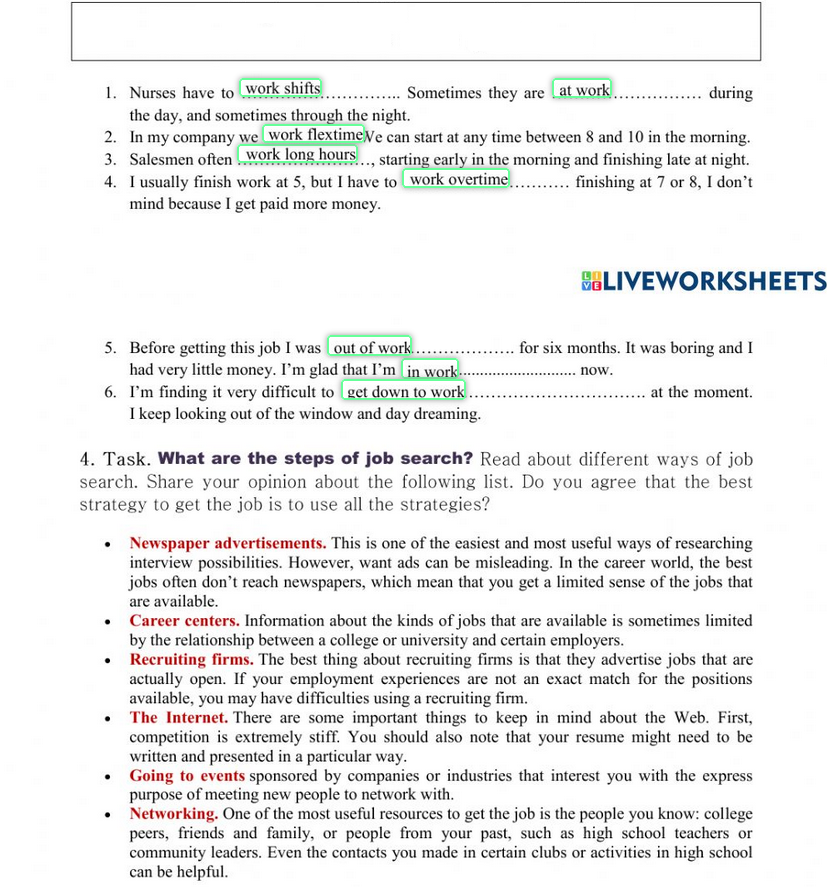 1. Nurses have to work shifts………….. Sometimes they are at work……………. during
the day, and sometimes through the night.
2. In my company we work flextime We can start at any time between 8 and 10 in the morning.
3. Salesmen often work long hours…, starting early in the morning and finishing late at night.
4. I usually finish work at 5, but I have to work overtime………. finishing at 7 or 8, I don’t
mind because I get paid more money.
LIVEWORKSHEETS
5. Before getting this job I was out of work………………. for six months. It was boring and I
had very little money. I’m glad that I’m in work............................. now.
6. I’m finding it very difficult to get down to work…………………………. at the moment.
I keep looking out of the window and day dreaming.
4. Task. What are the steps of job search? Read about different ways of job
search. Share your opinion about the following list. Do you agree that the best
strategy to get the job is to use all the strategies?
• Newspaper advertisements. This is one of the easiest and most useful ways of researching
interview possibilities. However, want ads can be misleading. In the career world, the best
jobs often don’t reach newspapers, which mean that you get a limited sense of the jobs that
are available.
• Career centers. Information about the kinds of jobs that are available is sometimes limited
by the relationship between a college or university and certain employers.
• Recruiting firms. The best thing about recruiting firms is that they advertise jobs that are
actually open. If your employment experiences are not an exact match for the positions
available, you may have difficulties using a recruiting firm.
• The Internet. There are some important things to keep in mind about the Web. First,
competition is extremely stiff. You should also note that your resume might need to be
written and presented in a particular way.
• Going to events sponsored by companies or industries that interest you with the express
purpose of meeting new people to network with.
• Networking. One of the most useful resources to get the job is the people you know: college
peers, friends and family, or people from your past, such as high school teachers or
community leaders. Even the contacts you made in certain clubs or activities in high school
can be helpful.